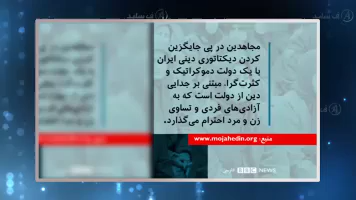 مجاهدین در پی جایگزین
کردن دیکتاتوری دینی ایران
با یک دولت دموکراتیک و
کثرت‌گرا، مبتنی بر جدایی
دین از دولت است که به
آزادی‌های فردی و تساوی
زن و مرد احترام می‌گذارد.
منبع: www.mojahedin.org
BBC NEWS فارسی